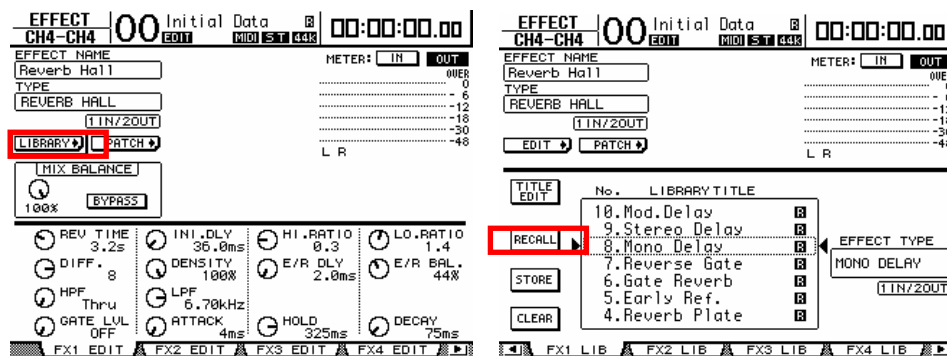 EFFECT
CH4-CH4
00 Initial Data R
EDIT MIDI ST 44K
00:00:00.00
EFFECT NAME
Reverb Hall
TYPE
REVERB HALL
1IN/2OUT
LIBRARY PATCH
METER: IN OUT
OVER
0
- 6
-12
-18
-30
-48
L R
MIX BALANCE
100% BYPASS
REV TIME 3.2s
INI.DLY 36.0ms
HI.RATIO 0.3
LO.RATIO 1.4
DIFF. 8
DENSITY 100%
E/R DLY 2.0ms
E/R BAL. 44%
HPF Thru
LPF 6.70kHz
GATE LVL OFF
ATTACK 4ms
HOLD 325ms
DECAY 75ms
FX1 EDIT FX2 EDIT FX3 EDIT FX4 EDIT
EFFECT
CH4-CH4
00 Initial Data R
EDIT MIDI ST 44K
00:00:00.00
EFFECT NAME
Reverb Hall
TYPE
REVERB HALL
1IN/2OUT
EDIT PATCH
METER: IN OUT
L R
TITLE EDIT
RECALL
STORE
CLEAR
No. LIBRARY TITLE
10.Mod.Delay R
9.Stereo Delay R
8.Mono Delay R
7.Reverse Gate R
6.Gate Reverb R
5.Early Ref. R
4.Reverb Plate R
EFFECT TYPE
MONO DELAY
1IN/2OUT
FX1 LIB FX2 LIB FX3 LIB FX4 LIB